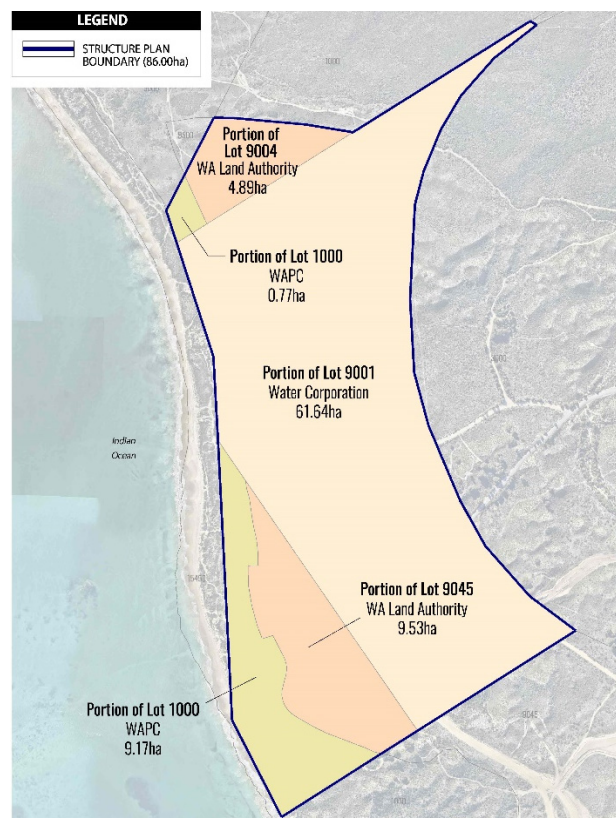 LEGEND
STRUCTURE PLAN
BOUNDARY (86.00ha)
Portion of
Lot 9004
WA Land Authority
4.89ha
Portion of Lot 1000
WAPC
0.77ha
Portion of Lot 9001
Water Corporation
61.64ha
Indian
Ocean
Portion of Lot 9045
WA Land Authority
9.53ha
Portion of Lot 1000
WAPC
9.17ha
9045